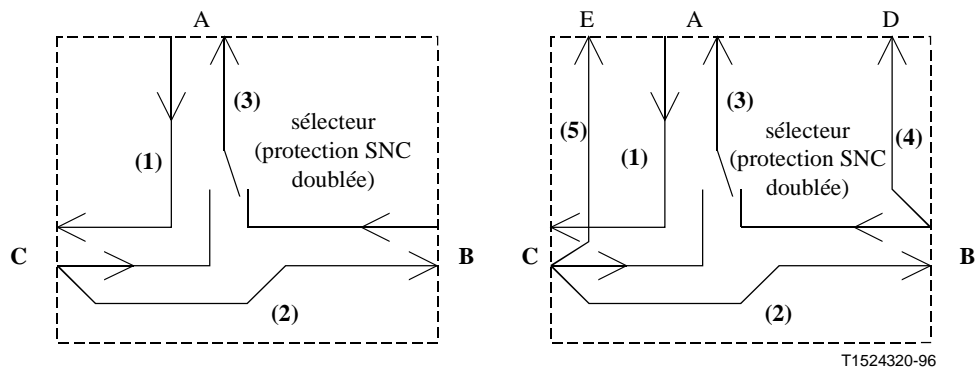 A
(3)
sélecteur
(protection SNC
doublée)
(1)
C
B
(2)
E
A
D
(3)
(5)
sélecteur
(4)
(1)
(protection SNC
doublée)
C
B
(2)
T1524320-96